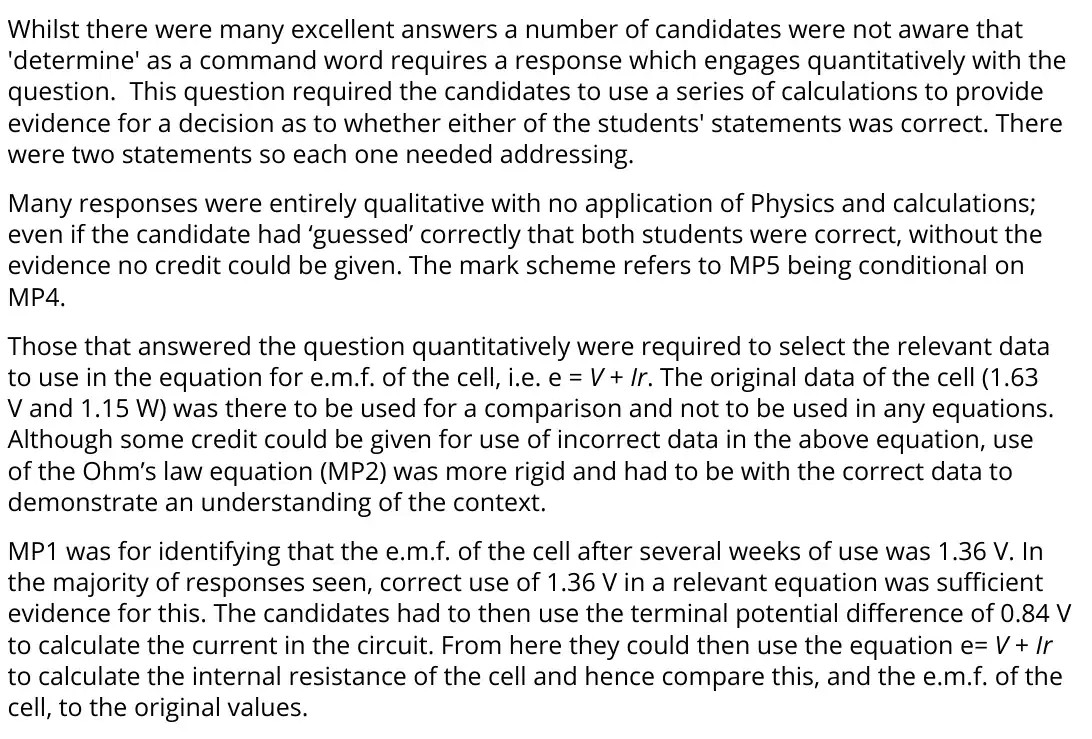 Whilst there were many excellent answers a number of candidates were not aware that
'determine' as a command word requires a response which engages quantitatively with the
question.  This question required the candidates to use a series of calculations to provide
evidence for a decision as to whether either of the students' statements was correct. There
were two statements so each one needed addressing.
Many responses were entirely qualitative with no application of Physics and calculations;
even if the candidate had ‘guessed’ correctly that both students were correct, without the
evidence no credit could be given. The mark scheme refers to MP5 being conditional on
MP4.
Those that answered the question quantitatively were required to select the relevant data
to use in the equation for e.m.f. of the cell, i.e. e = V + Ir. The original data of the cell (1.63
V and 1.15 W) was there to be used for a comparison and not to be used in any equations.
Although some credit could be given for use of incorrect data in the above equation, use
of the Ohm’s law equation (MP2) was more rigid and had to be with the correct data to
demonstrate an understanding of the context.
MP1 was for identifying that the e.m.f. of the cell after several weeks of use was 1.36 V. In
the majority of responses seen, correct use of 1.36 V in a relevant equation was sufficient
evidence for this. The candidates had to then use the terminal potential difference of 0.84 V
to calculate the current in the circuit. From here they could then use the equation e= V + Ir
to calculate the internal resistance of the cell and hence compare this, and the e.m.f. of the
cell, to the original values.